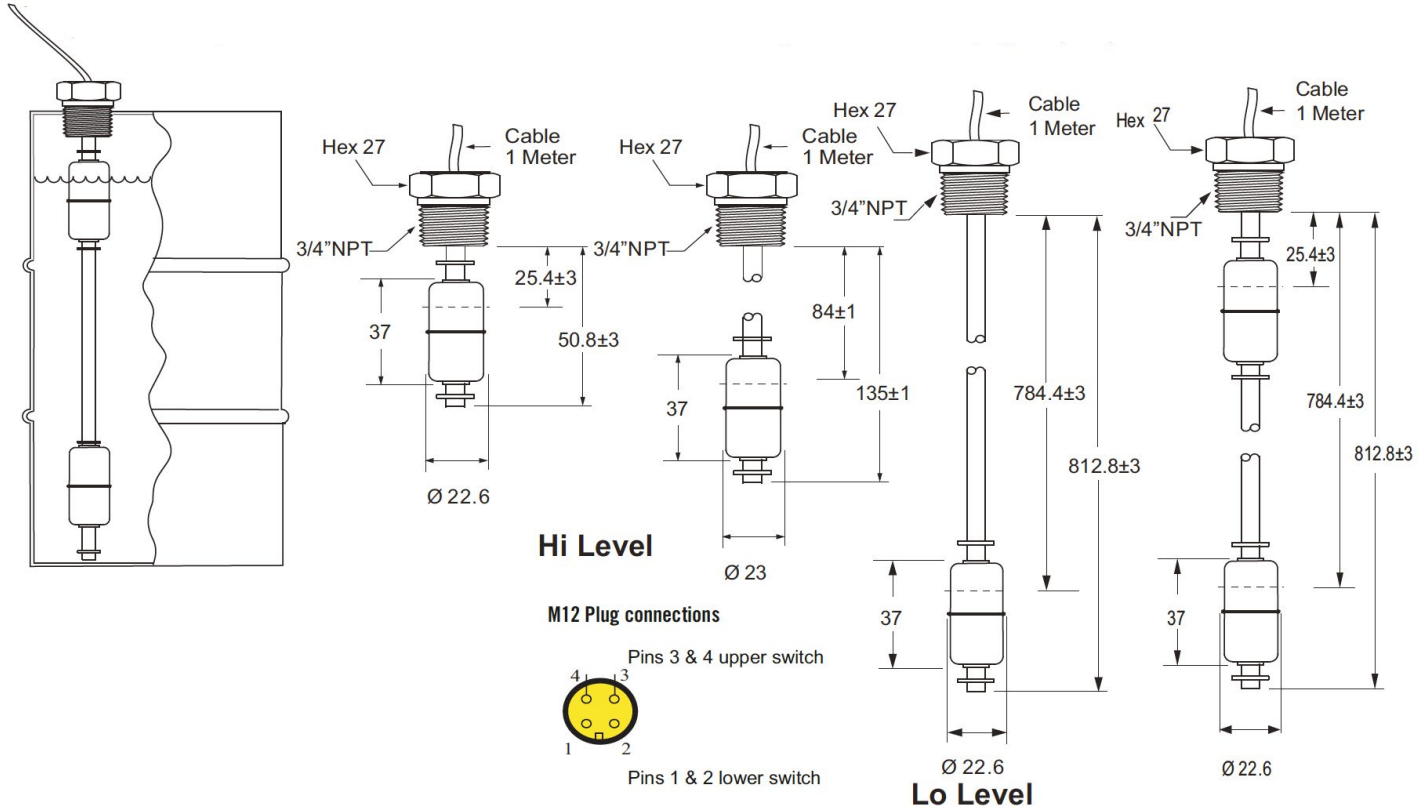 Hex 27
Cable
1 Meter
3/4”NPT
25.4±3
37
50.8±3
Ø 22.6
Hex 27
Cable
1 Meter
3/4”NPT
84±1
37
135±1
Ø 23
Hi Level
Hex 27
Cable
1 Meter
3/4”NPT
784.4±3
812.8±3
37
Ø 22.6
Lo Level
Hex 27
Cable
1 Meter
3/4”NPT
25.4±3
784.4±3
812.8±3
37
Ø 22.6
M12 Plug connections
Pins 3 & 4 upper switch
4 3
1 2
Pins 1 & 2 lower switch